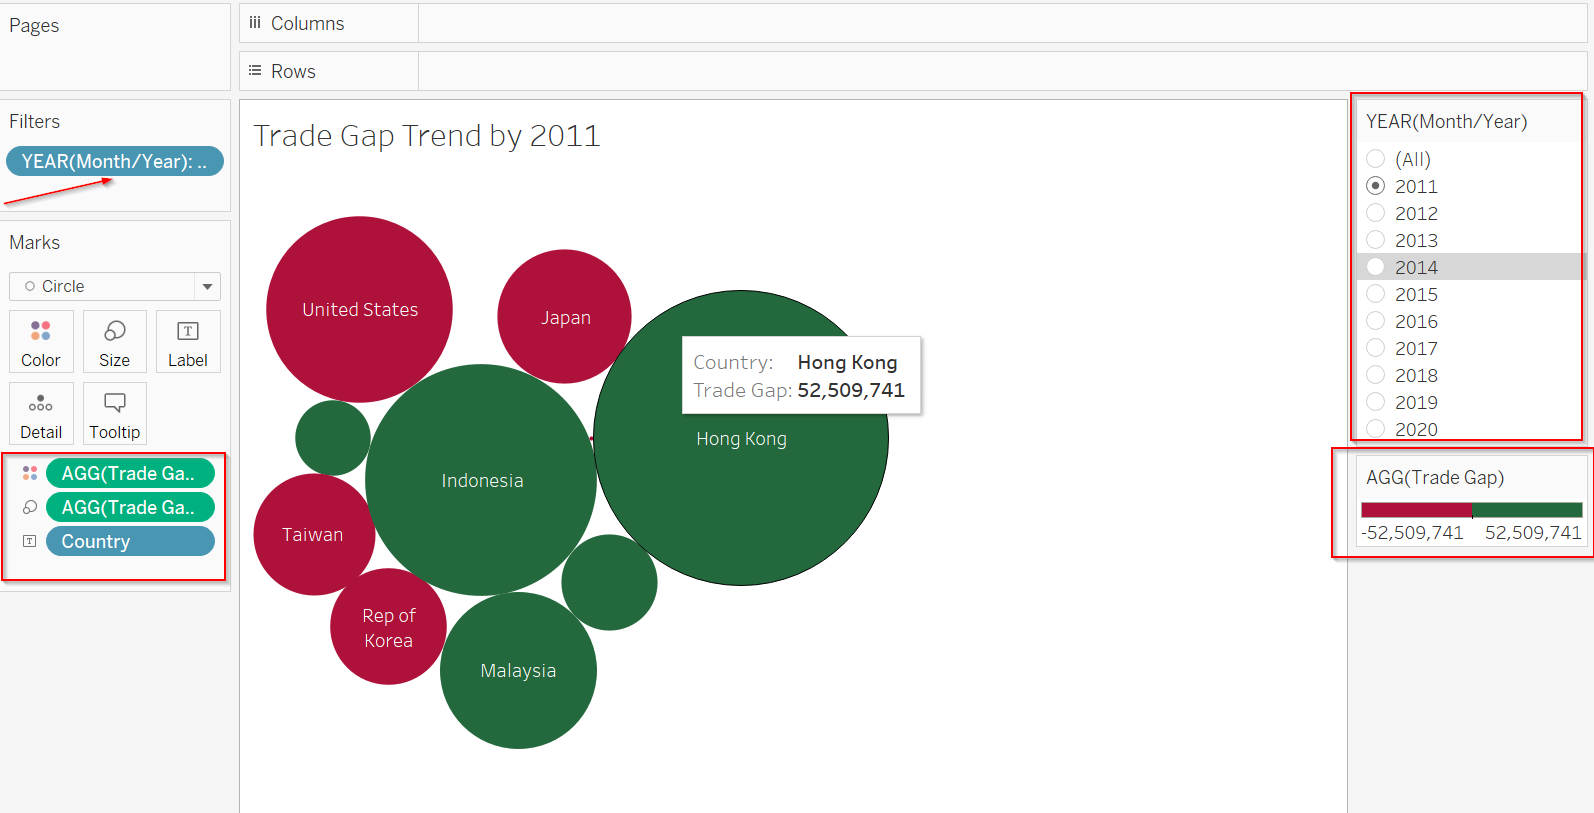 Pages
iii Columns
Rows
Filters
YEAR(Month/Year): ..
Marks
Circle
Color
Size
T
Label
Detail
Tooltip
AGG(Trade Ga..
AGG(Trade Ga..
T
Country
Trade Gap Trend by 2011
United States
Japan
Country: Hong Kong
Trade Gap: 52,509,741
Hong Kong
Indonesia
Taiwan
Rep of
Korea
Malaysia
YEAR(Month/Year)
(All)
2011
2012
2013
2014
2015
2016
2017
2018
2019
2020
AGG(Trade Gap)
-52,509,741 52,509,741